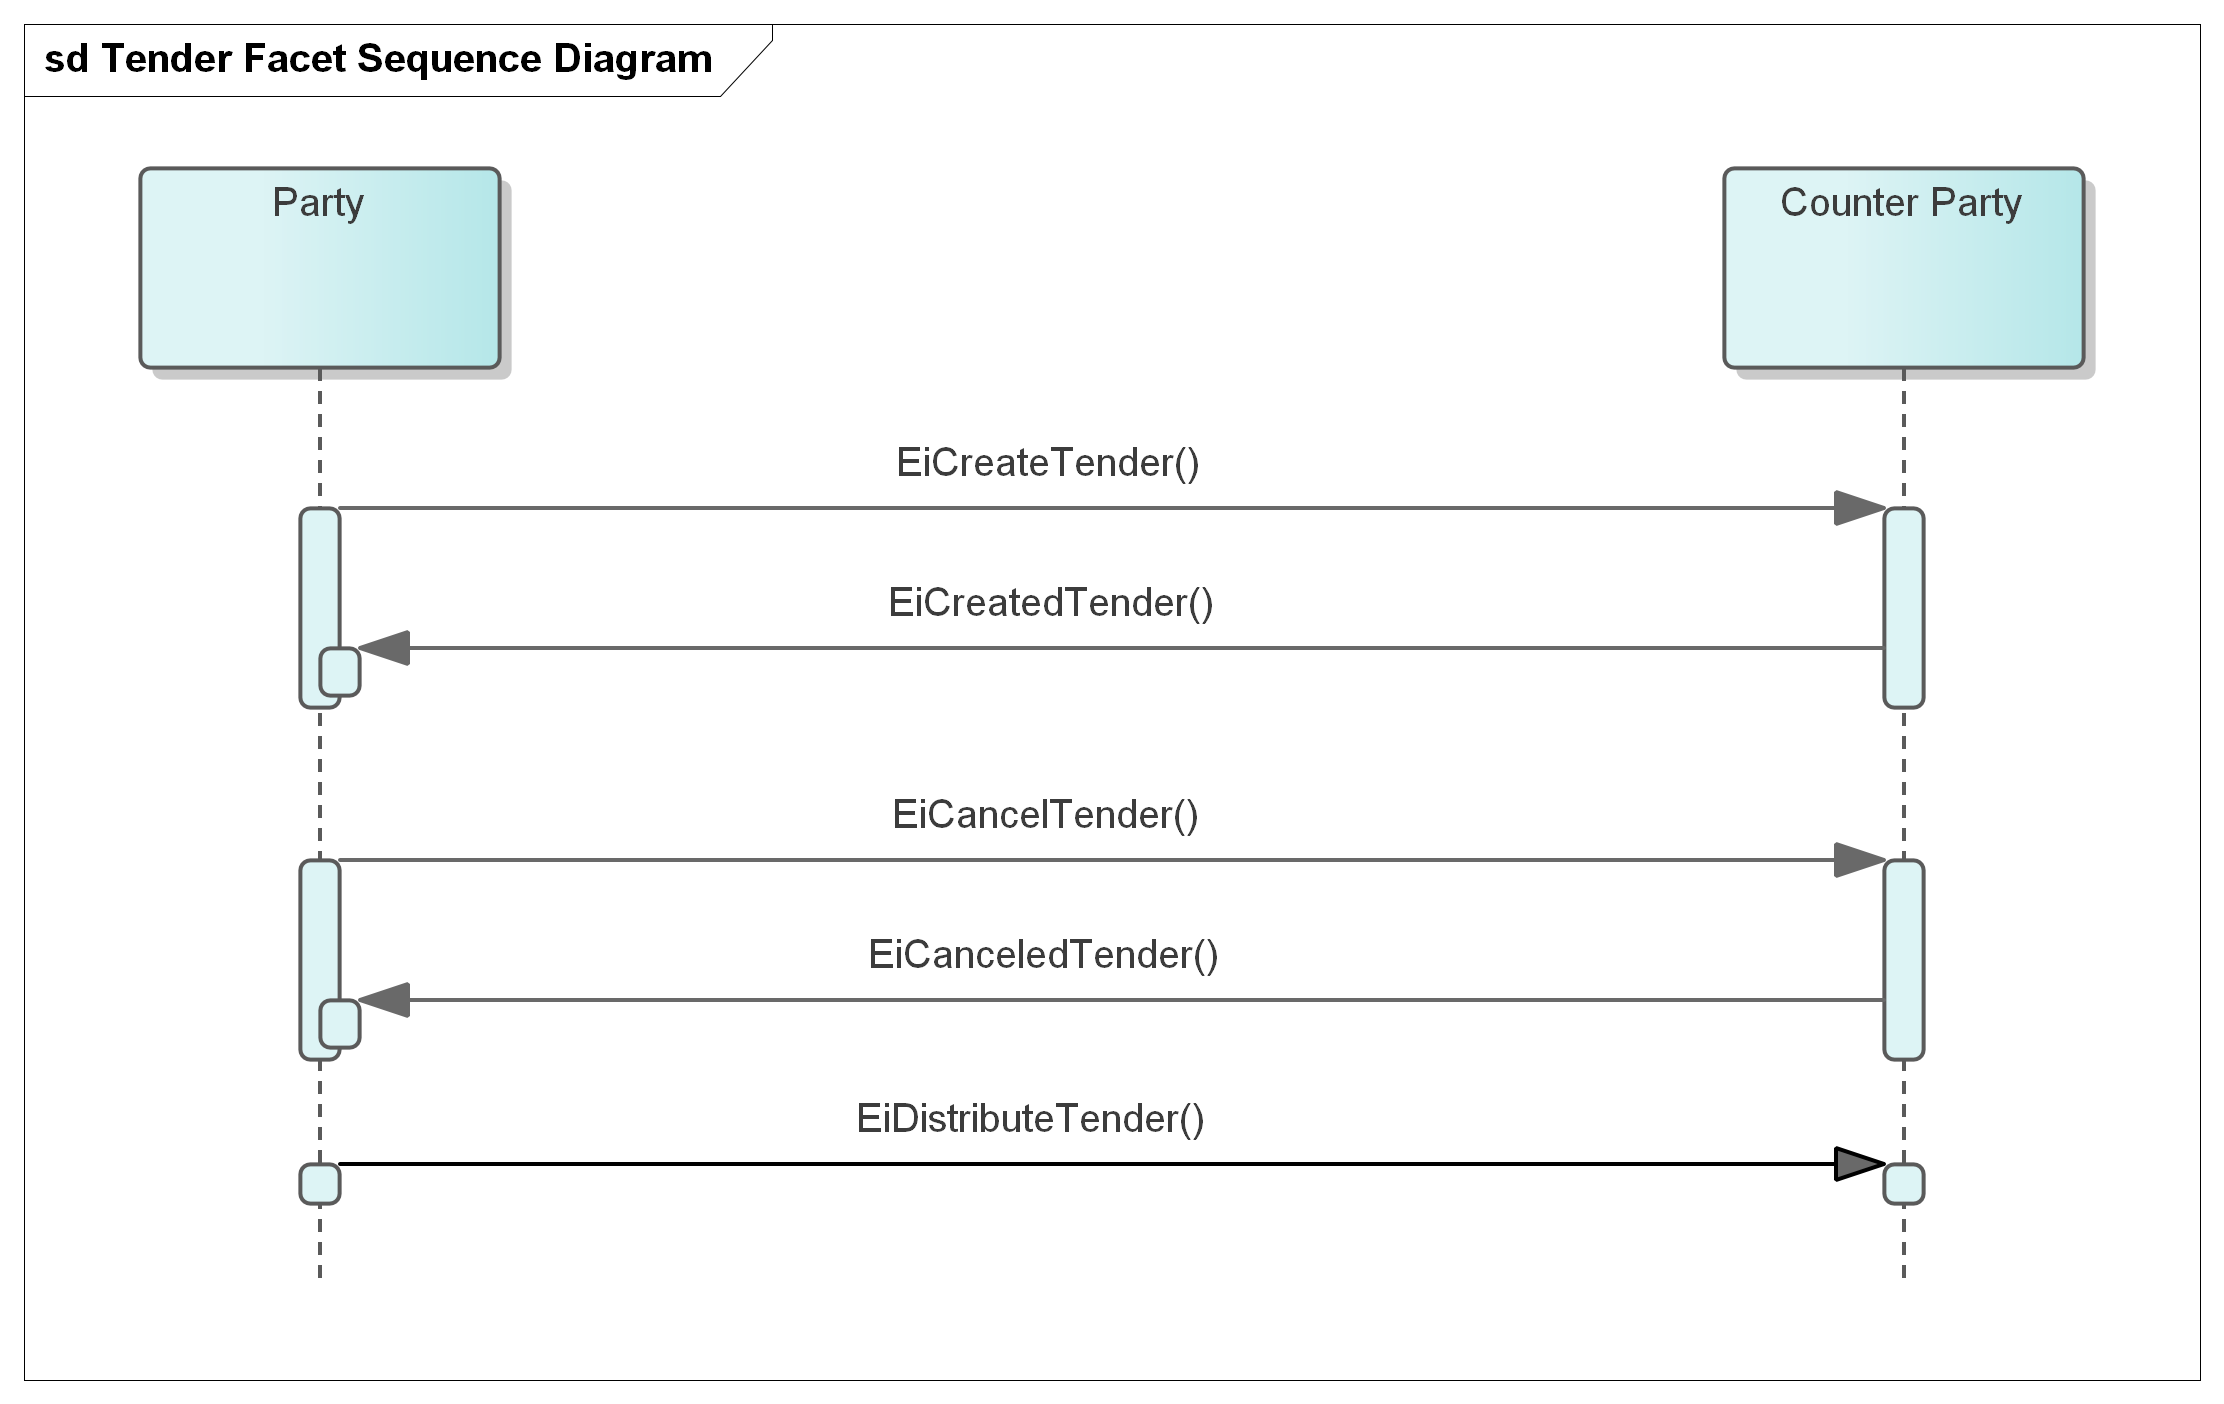 sd Tender Facet Sequence Diagram
Party
Counter Party
EiCreateTender()
EiCreatedTender()
EiCancelTender()
EiCanceledTender()
EiDistributeTender()